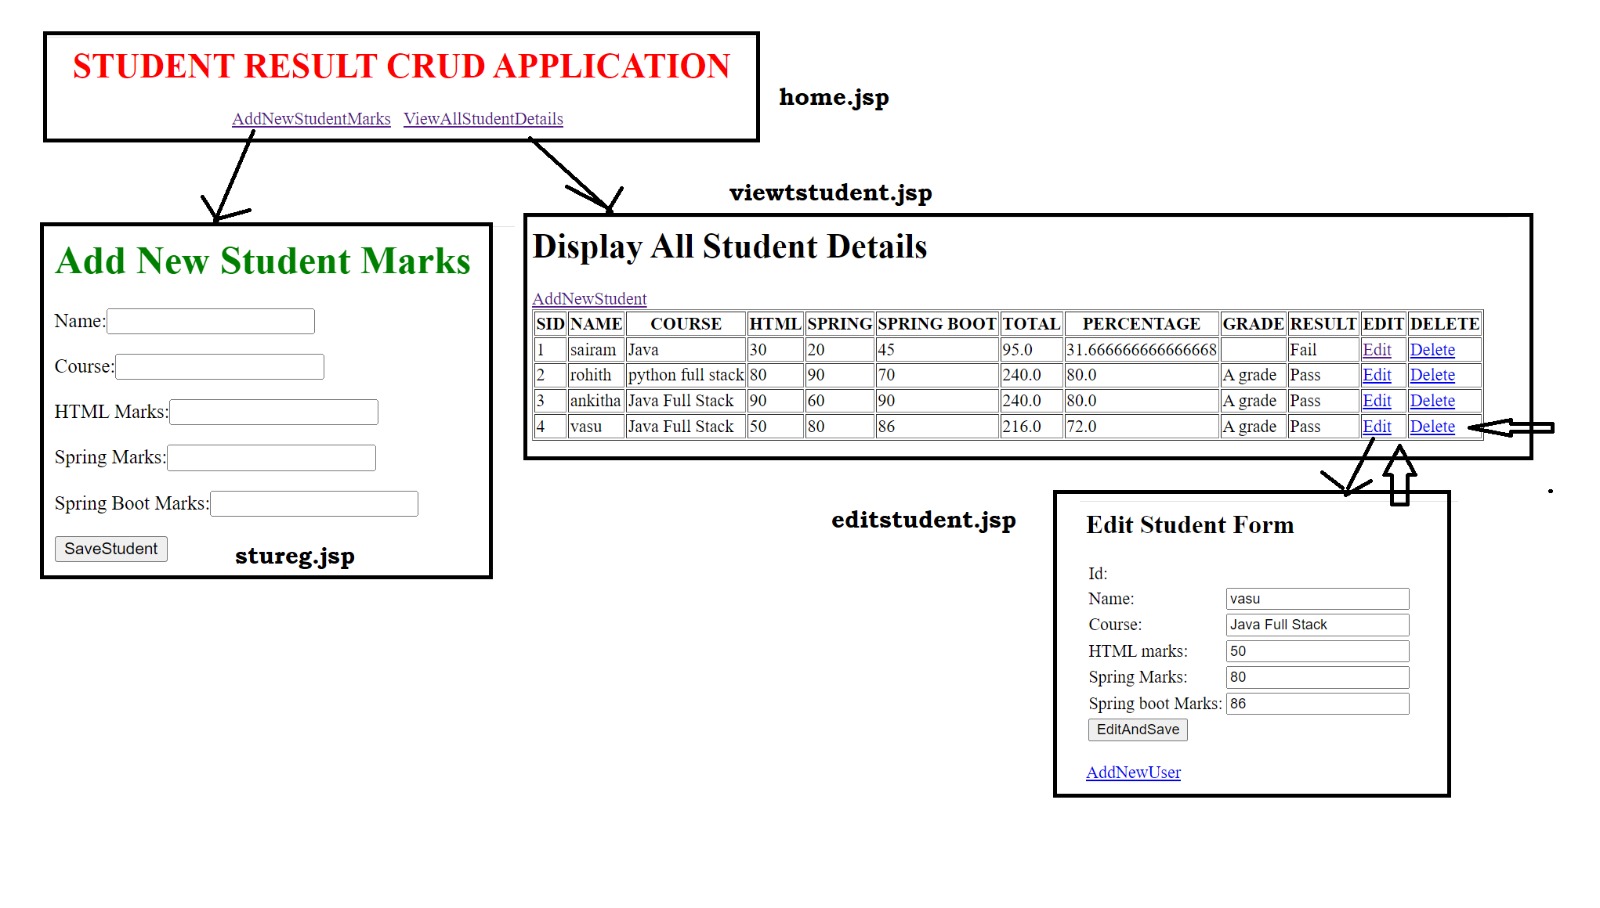 STUDENT RESULT CRUD APPLICATION
AddNewStudentMarks ViewAllStudentDetails
home.jsp
viewtstudent.jsp
Add New Student Marks
Name:
Course:
HTML Marks:
Spring Marks:
Spring Boot Marks:
SaveStudent
stureg.jsp
Display All Student Details
AddNewStudent
SID NAME COURSE HTML SPRING SPRING BOOT TOTAL PERCENTAGE GRADE RESULT EDIT DELETE
1 sairam Java 30 20 45 95.0 31.666666666666668 Fail Edit Delete
2 rohith python full stack 80 90 70 240.0 80.0 A grade Pass Edit Delete
3 ankitha Java Full Stack 90 60 90 240.0 80.0 A grade Pass Edit Delete
4 vasu Java Full Stack 50 80 86 216.0 72.0 A grade Pass Edit Delete
editstudent.jsp
Edit Student Form
Id:
Name: vasu
Course: Java Full Stack
HTML marks: 50
Spring Marks: 80
Spring boot Marks: 86
EditAndSave
AddNewUser